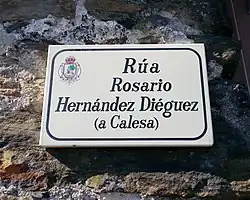 Rúa
Rosario
Hernández Diéguez
(a Calesa)